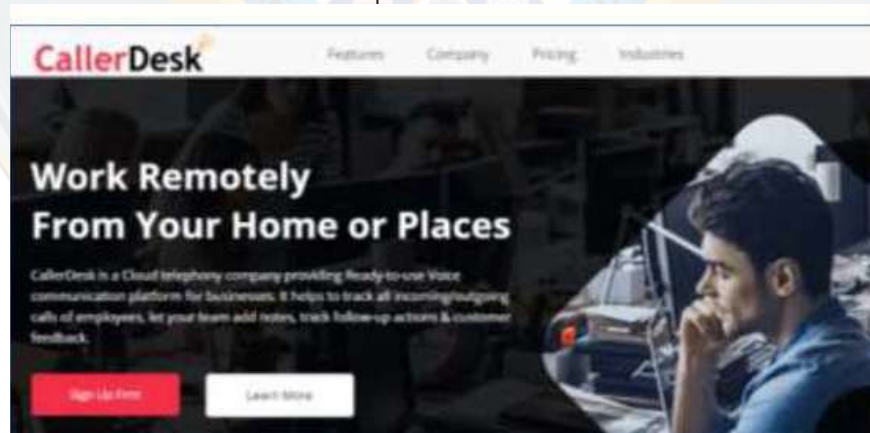 CallerDesk
Features Company Pricing Industries
Work Remotely
From Your Home or Places
CallerDesk is a Cloud telephony company providing Ready-to-use Voice
communication platform for businesses. It helps to track all incoming/outgoing
calls of employees, let your team add notes, track follow-up actions & customer
feedback.
Sign Up Free Learn More